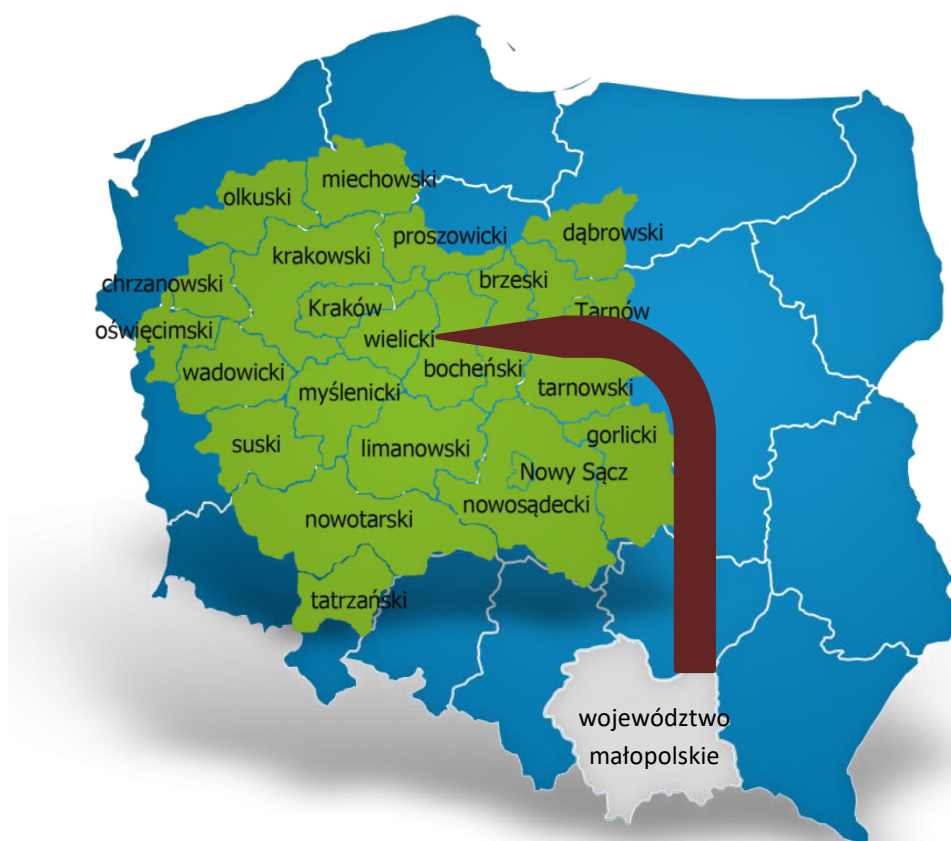 miechowski
olkuski
proszowicki
dąbrowski
krakowski
chrzanowski
brzeski
Kraków
Tarnów
oświęcimski
wielicki
wadowicki
bocheński
myślenicki
tarnowski
suski
limanowski
gorlicki
Nowy Sącz
nowosądecki
nowotarski
tatrzański
województwo
małopolskie